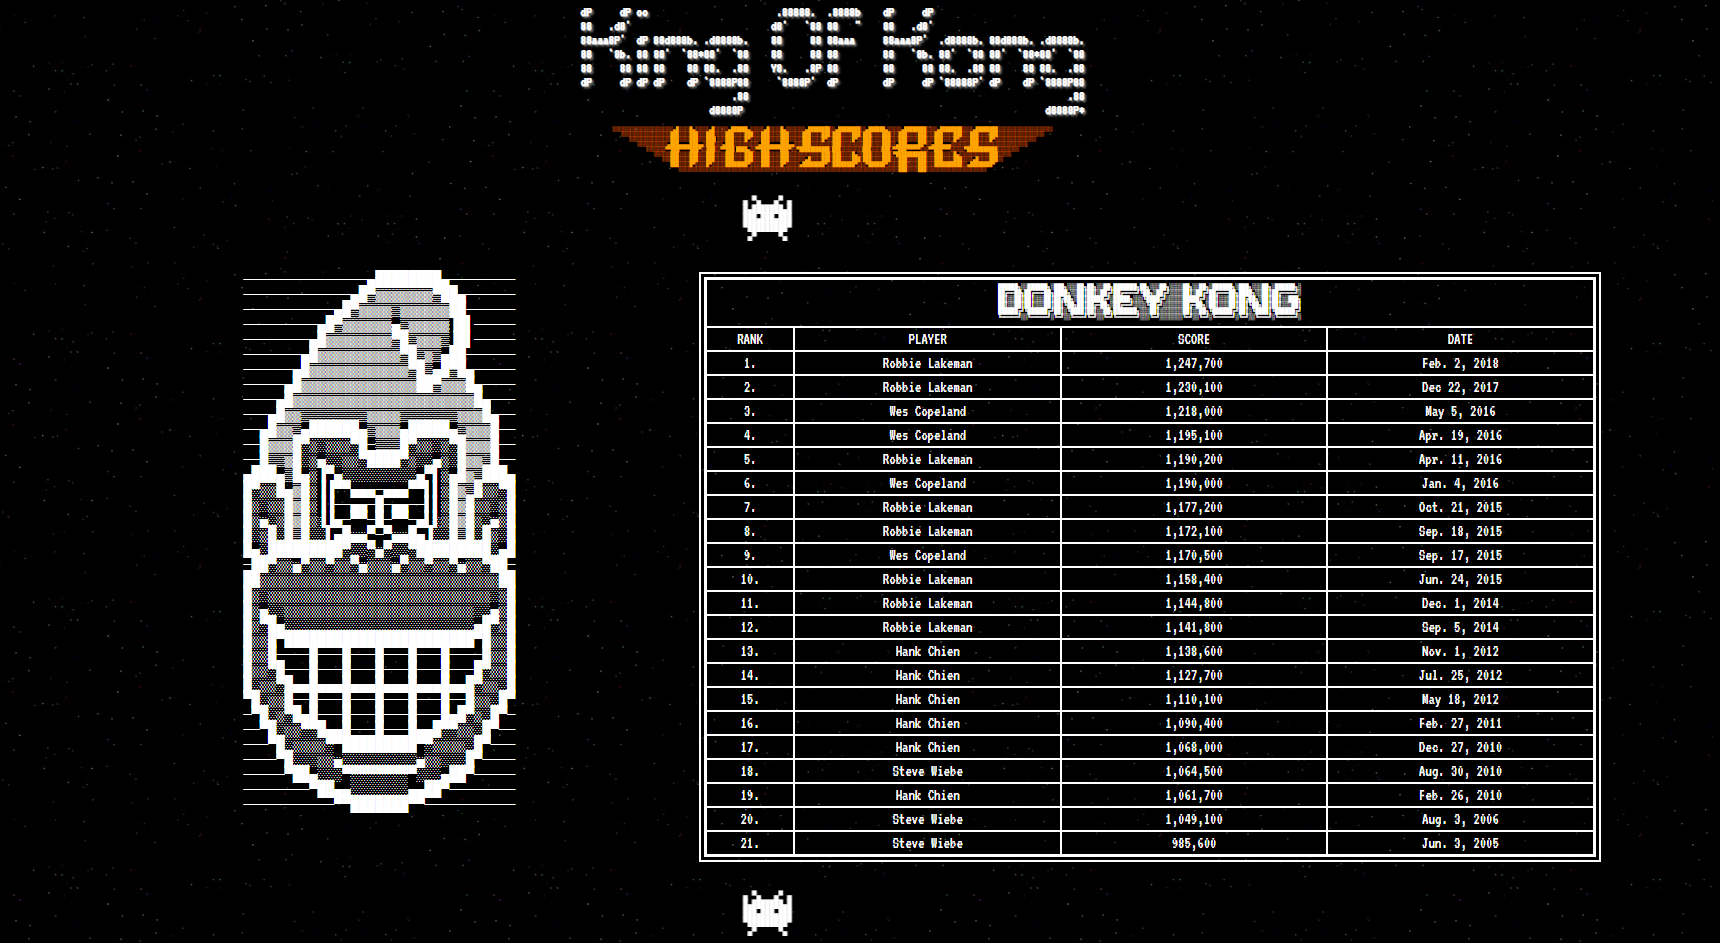 King Of Kong
HIGHSCORES
DONKEY KONG
RANK PLAYER SCORE DATE
1. Robbie Lakeman 1,247,700 Feb. 2, 2018
2. Robbie Lakeman 1,230,100 Dec 22, 2017
3. Wes Copeland 1,218,000 May 5, 2016
4. Wes Copeland 1,195,100 Apr. 19, 2016
5. Wes Copeland 1,190,200 Apr. 11, 2016
6. Wes Copeland 1,190,000 Jan. 4, 2016
7. Robbie Lakeman 1,177,200 Oct. 21, 2015
8. Robbie Lakeman 1,172,100 Sep. 18, 2015
9. Wes Copeland 1,170,500 Sep. 17, 2015
10. Robbie Lakeman 1,158,400 Jun. 24, 2015
11. Robbie Lakeman 1,144,800 Dec. 1, 2014
12. Robbie Lakeman 1,141,800 Sep. 5, 2014
13. Hank Chien 1,138,600 Nov. 1, 2012
14. Hank Chien 1,127,700 Jul. 25, 2012
15. Hank Chien 1,110,100 May 18, 2012
16. Hank Chien 1,090,400 Feb. 27, 2011
17. Hank Chien 1,068,000 Dec. 27, 2010
18. Steve Wiebe 1,064,500 Aug. 30, 2010
19. Hank Chien 1,061,700 Feb. 26, 2010
20. Steve Wiebe 1,049,100 Aug. 3, 2006
21. Steve Wiebe 985,600 Jun. 3, 2005